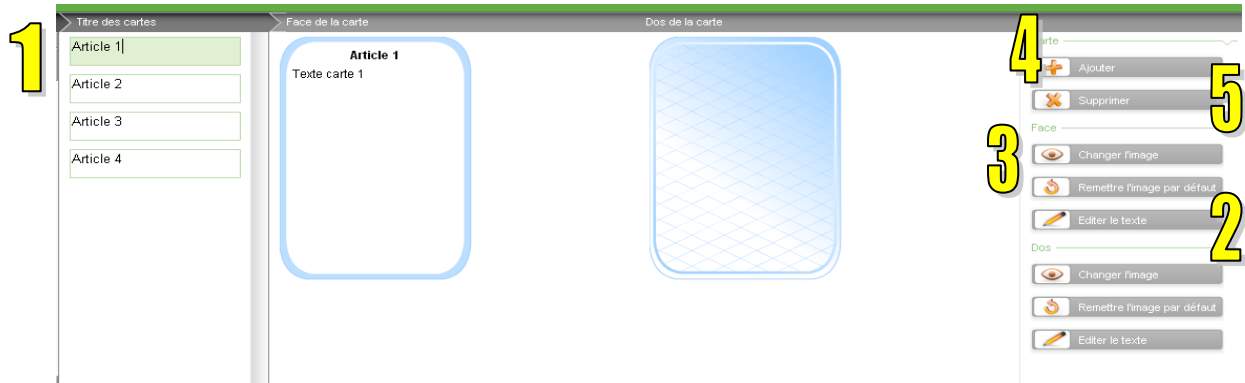 Titre des cartes
Face de la carte
Dos de la carte
1
Article 1
Article 2
Article 3
Article 4
Article 1
Texte carte 1
4
arte
Ajouter
5
Supprimer
3
Face
Changer l'image
Remettre l'image par défaut
2
Editer le texte
Dos
Changer l'image
Remettre l'image par défaut
Editer le texte